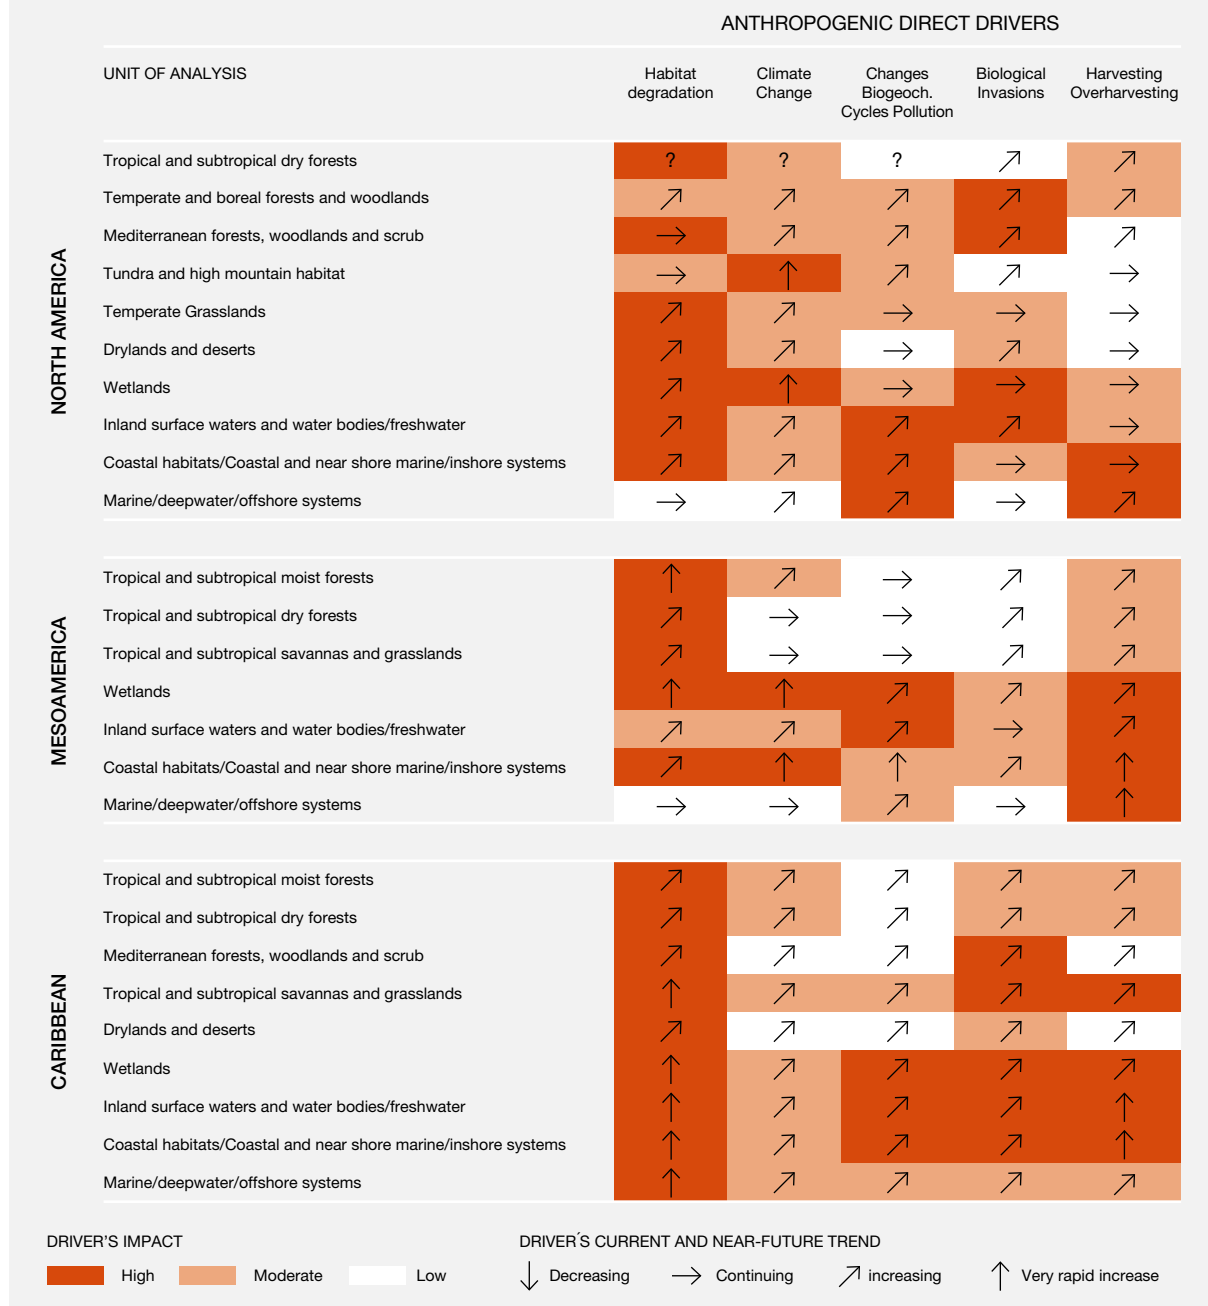 ANTHROPOGENIC DIRECT DRIVERS
UNIT OF ANALYSIS
Habitat
degradation
Climate
Change
Changes
Biogeoch.
Cycles Pollution
Biological
Invasions
Harvesting
Overharvesting
NORTH AMERICA
Tropical and subtropical dry forests
? ? ?
Temperate and boreal forests and woodlands
Mediterranean forests, woodlands and scrub
Tundra and high mountain habitat
Temperate Grasslands
Drylands and deserts
Wetlands
Inland surface waters and water bodies/freshwater
Coastal habitats/Coastal and near shore marine/inshore systems
Marine/deepwater/offshore systems
MESOAMERICA
Tropical and subtropical moist forests
Tropical and subtropical dry forests
Tropical and subtropical savannas and grasslands
Wetlands
Inland surface waters and water bodies/freshwater
Coastal habitats/Coastal and near shore marine/inshore systems
Marine/deepwater/offshore systems
CARIBBEAN
Tropical and subtropical moist forests
Tropical and subtropical dry forests
Mediterranean forests, woodlands and scrub
Tropical and subtropical savannas and grasslands
Drylands and deserts
Wetlands
Inland surface waters and water bodies/freshwater
Coastal habitats/Coastal and near shore marine/inshore systems
Marine/deepwater/offshore systems
DRIVER'S IMPACT
High Moderate Low
DRIVER´S CURRENT AND NEAR-FUTURE TREND
Decreasing Continuing increasing Very rapid increase